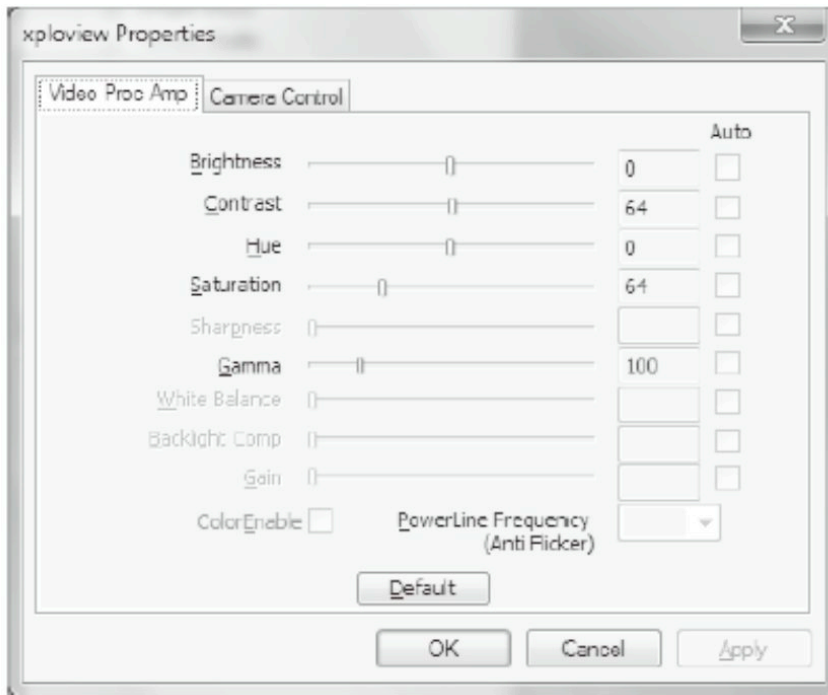 xploview Properties
Video Proc Amp
Camera Control
Auto
Brightness 0
Contrast 64
Hue 0
Saturation 64
Sharpness
Gamma 100
White Balance
Backlight Comp
Gain
ColorEnable
PowerLine Frequency
(Anti Flicker)
Default
OK
Cancel
Apply